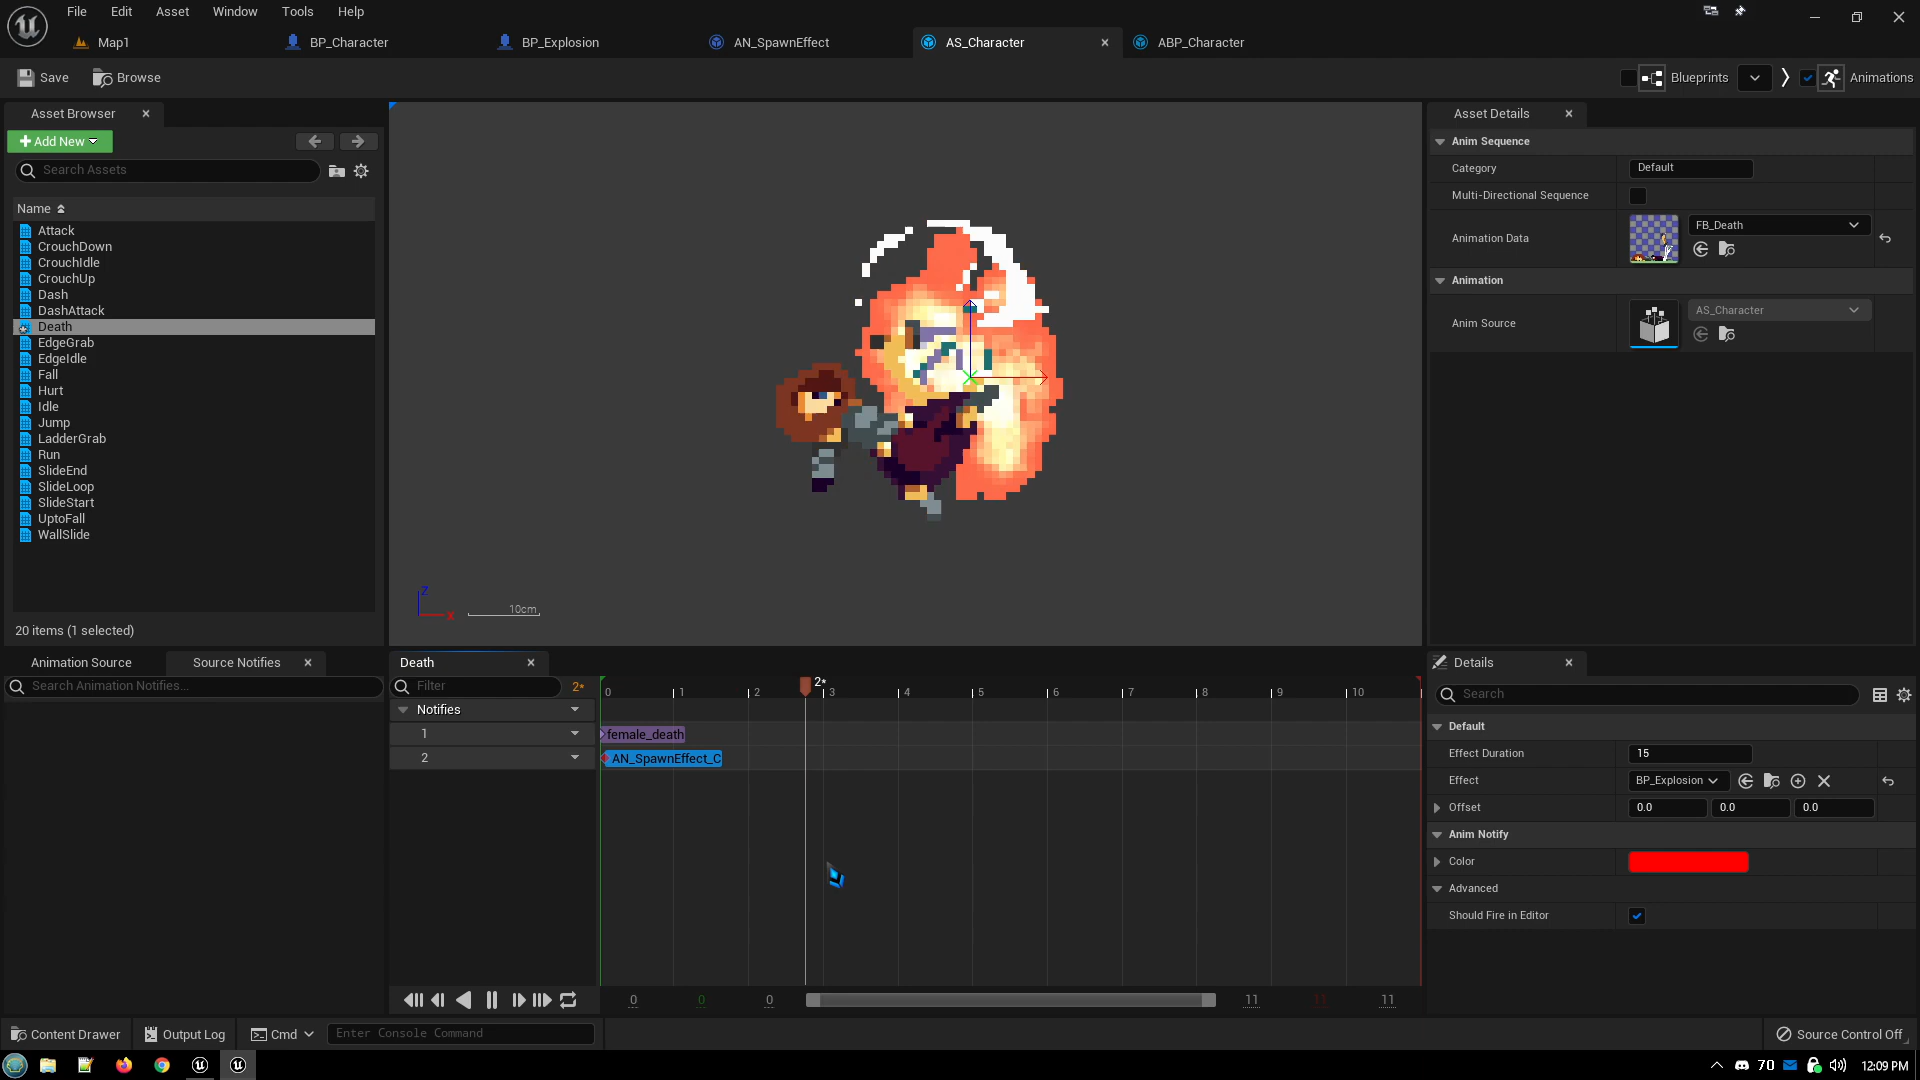 File Edit Asset Window Tools Help
Map1 BP_Character BP_Explosion AN_SpawnEffect AS_Character ABP_Character
Save Browse Blueprints Animations
Asset Browser
Add New
Search Assets
Name
Attack
CrouchDown
CrouchIdle
CrouchUp
Dash
DashAttack
Death
EdgeGrab
EdgeIdle
Fall
Hurt
Idle
Jump
LadderGrab
Run
SlideEnd
SlideLoop
SlideStart
UptoFall
WallSlide
20 items (1 selected)
Z
X
10cm
Asset Details
Anim Sequence
Category Default
Multi-Directional Sequence
Animation Data FB_Death
Animation
Anim Source AS_Character
Animation Source Source Notifies
Search Animation Notifies...
Death
Filter 2*
2*
0 1 2 5 3 4 5 6 7 8 9 10
Notifies
1 female_death
2 AN_SpawnEffect_C
0 0 0 11 11 11
Details
Search
Default
Effect Duration 15
Effect BP_Explosion
Offset 0.0 0.0 0.0
Anim Notify
Color
Advanced
Should Fire in Editor
Content Drawer Output Log Cmd Enter Console Command Source Control Off
70 12:09 PM